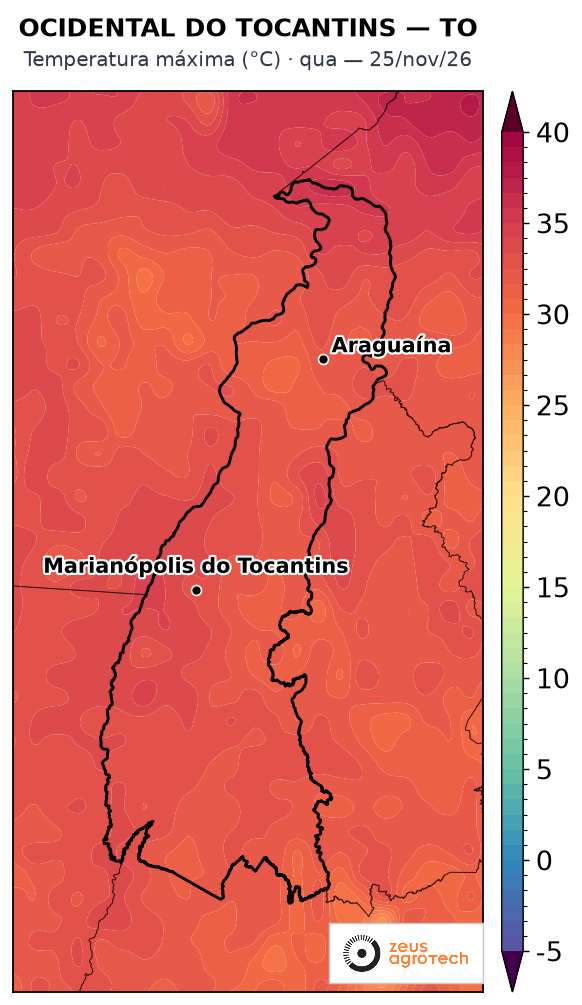 OCIDENTAL DO TOCANTINS — TO
Temperatura máxima (°C) · qua — 25/nov/26
Araguaína
Marianópolis do Tocantins
40
35
30
25
20
15
10
5
0
-5
zeus
agrotech